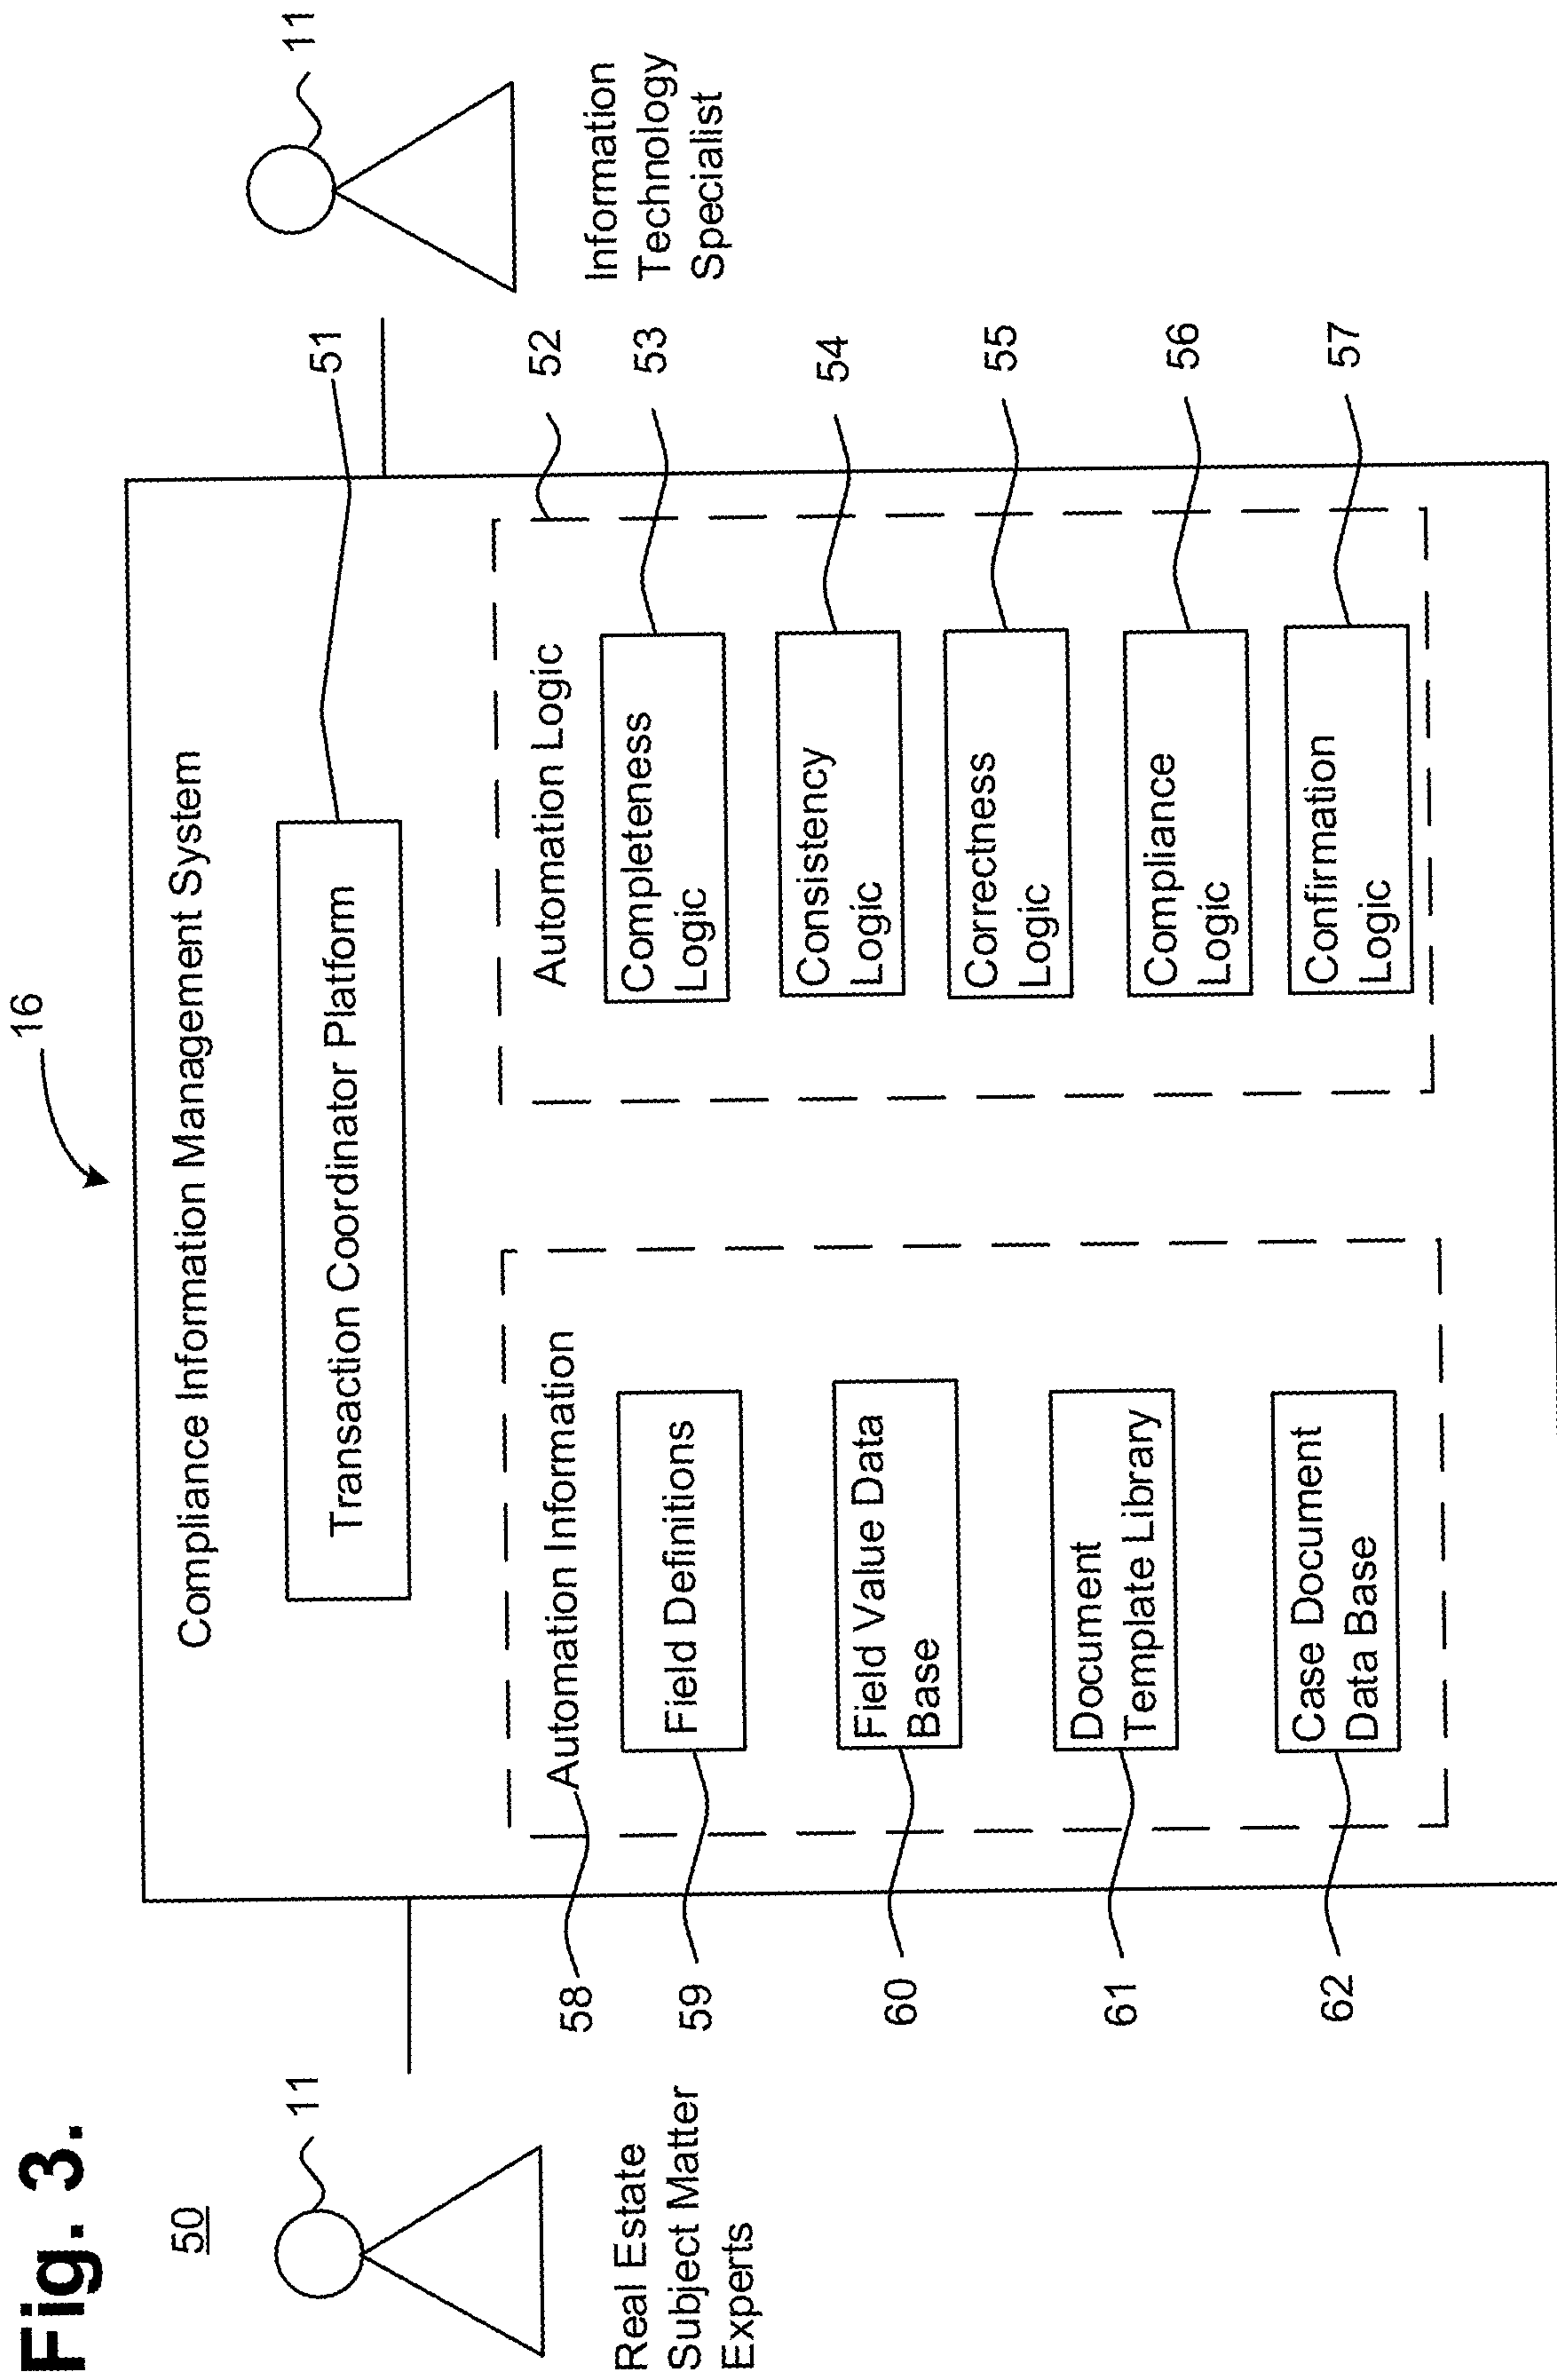 Fig. 3.
50
16
11
Real Estate
Subject Matter
Experts
11
Information
Technology
Specialist
Compliance Information Management System
Transaction Coordinator Platform
51
58
Automation Information
59
Field Definitions
60
Field Value Data
Base
61
Document
Template Library
62
Case Document
Data Base
52
Automation Logic
Completeness
Logic
53
Consistency
Logic
54
Correctness
Logic
55
Compliance
Logic
56
Confirmation
Logic
57